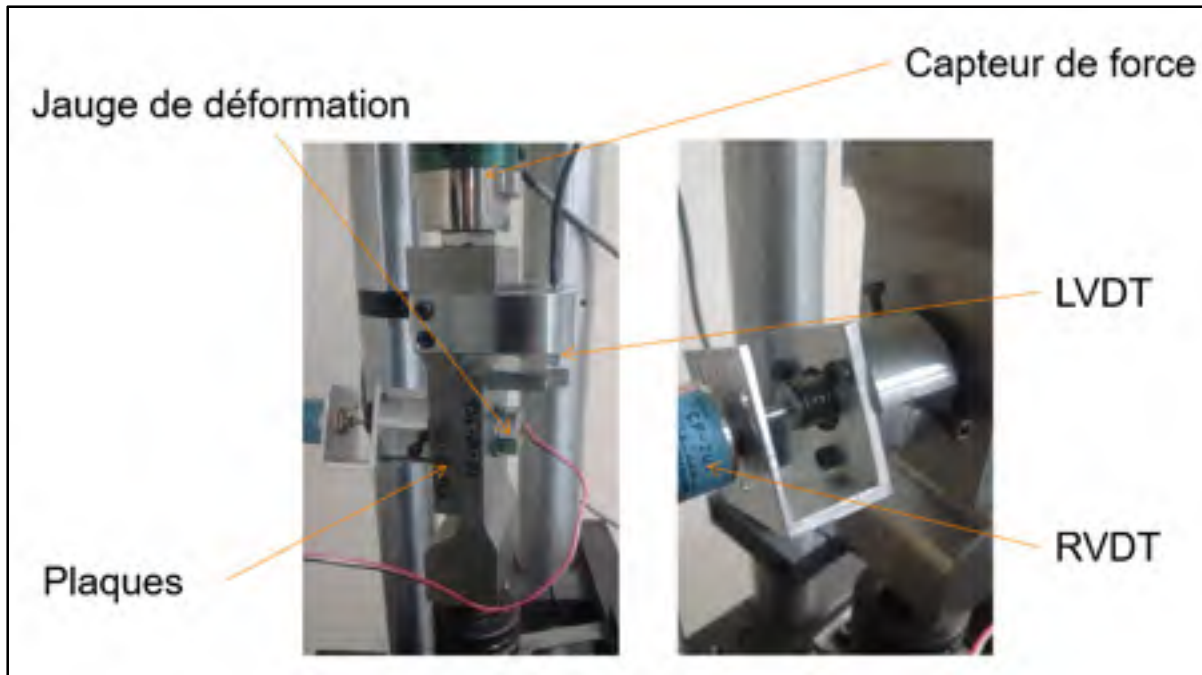 Capteur de force
Jauge de déformation
LVDT
RVDT
Plaques